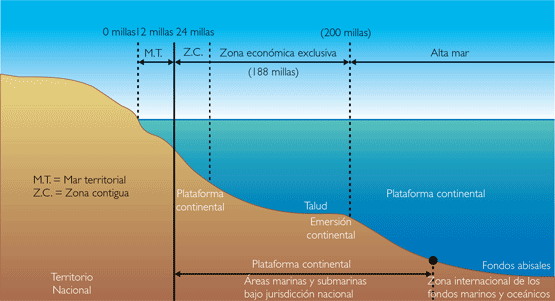 0 millas12 millas 24 millas
(200 millas)
M.T.
Z.C.
Zona económica exclusiva
Alta mar
(188 millas)
M.T. = Mar territorial
Z.C. = Zona contigua
Plataforma
continental
Plataforma continental
Talud
Emersión
continental
Plataforma continental
Fondos abisales
Territorio
Nacional
Áreas marinas y submarinas
bajo jurisdicción nacional
Zona internacional de los
fondos marinos y oceánicos